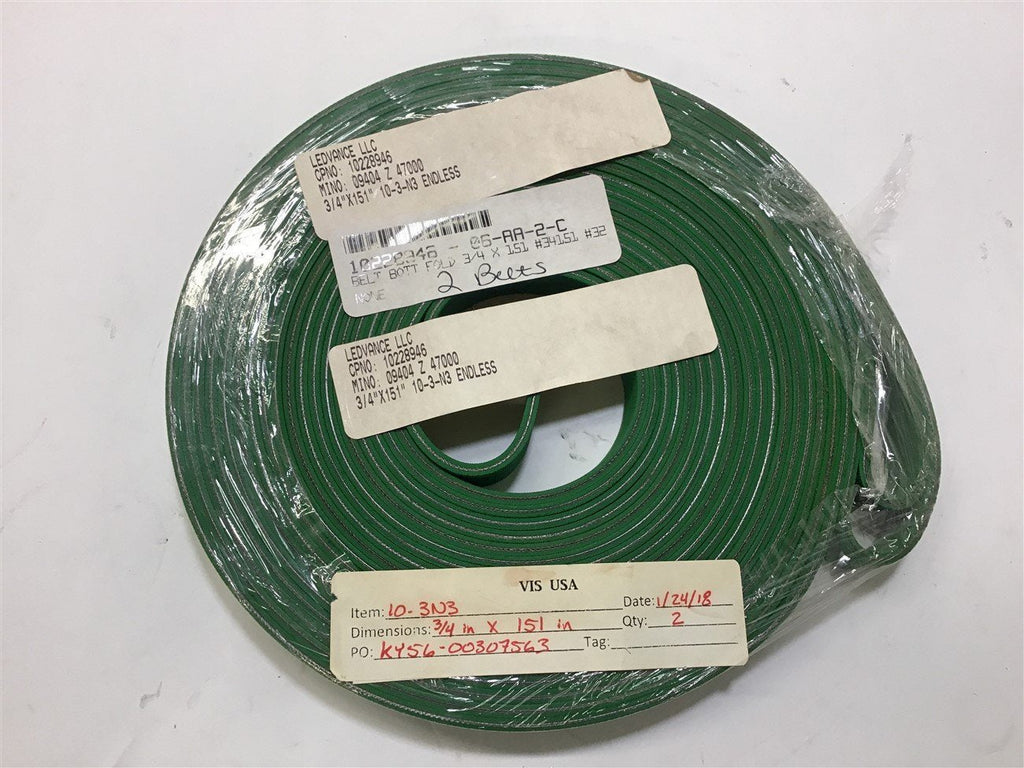 LEDVANCE LLC
CPNO: 10228946
MINO: 09404 Z 47000
3/4"X151" 10-3-N3 ENDLESS
10228946 - 06-AA-2-C
BELT BOTT FOLD 3/4 X 151 #34151 #32
NONE 2 Belts
LEDVANCE LLC
CPNO: 10228946
MINO: 09404 Z 47000
3/4"X151" 10-3-N3 ENDLESS
VIS USA
Item: 10-3N3 Date: 1/24/18
Dimensions: 3/4 in X 151 in Qty: 2
PO: KY56-00307563 Tag: